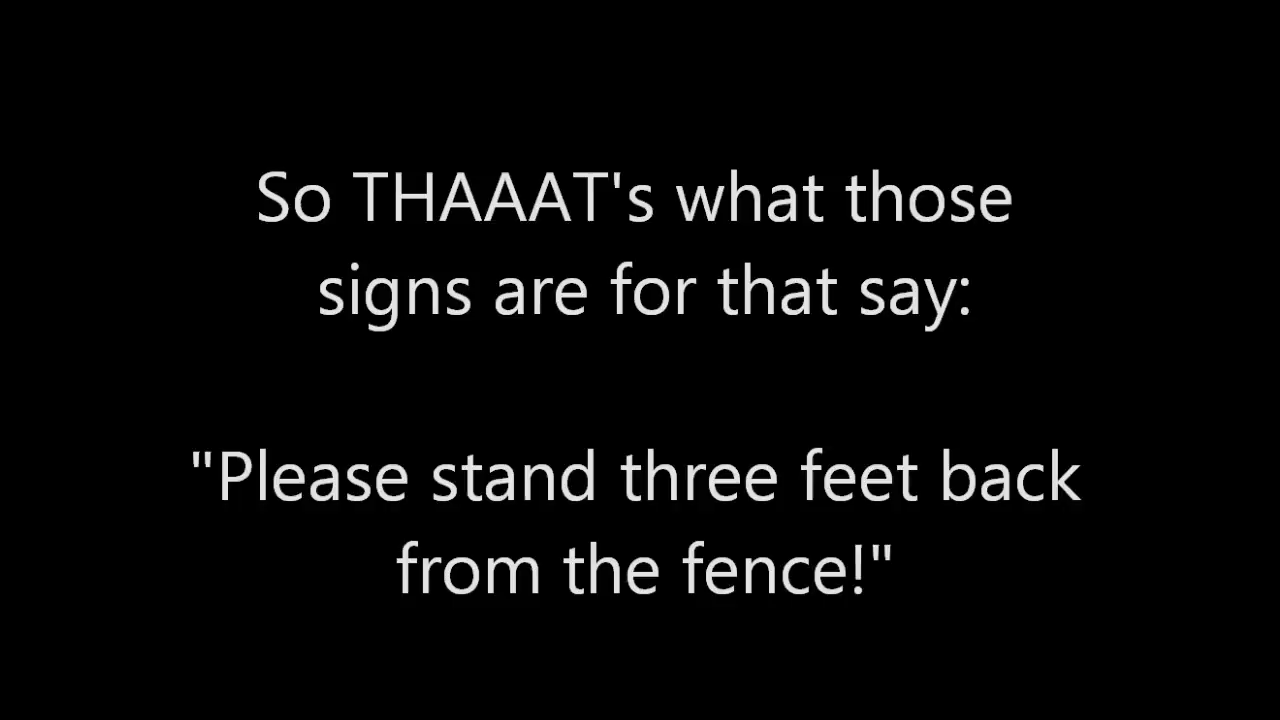 So THAAAT's what those
signs are for that say:
"Please stand three feet back
from the fence!"